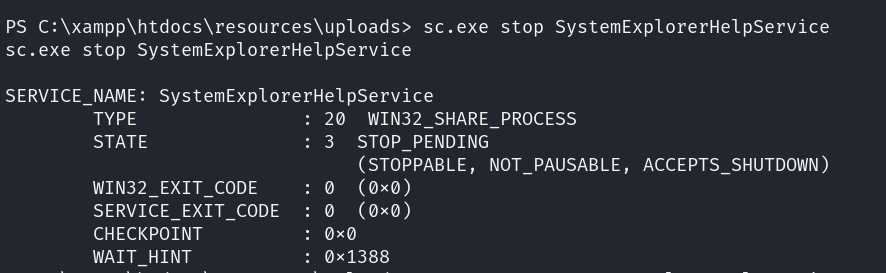 PS C:\xampp\htdocs\resources\uploads> sc.exe stop SystemExplorerHelpService
sc.exe stop SystemExplorerHelpService

SERVICE_NAME: SystemExplorerHelpService
        TYPE               : 20  WIN32_SHARE_PROCESS
        STATE              : 3  STOP_PENDING
                                (STOPPABLE, NOT_PAUSABLE, ACCEPTS_SHUTDOWN)
        WIN32_EXIT_CODE    : 0  (0×0)
        SERVICE_EXIT_CODE  : 0  (0×0)
        CHECKPOINT         : 0×0
        WAIT_HINT          : 0×1388